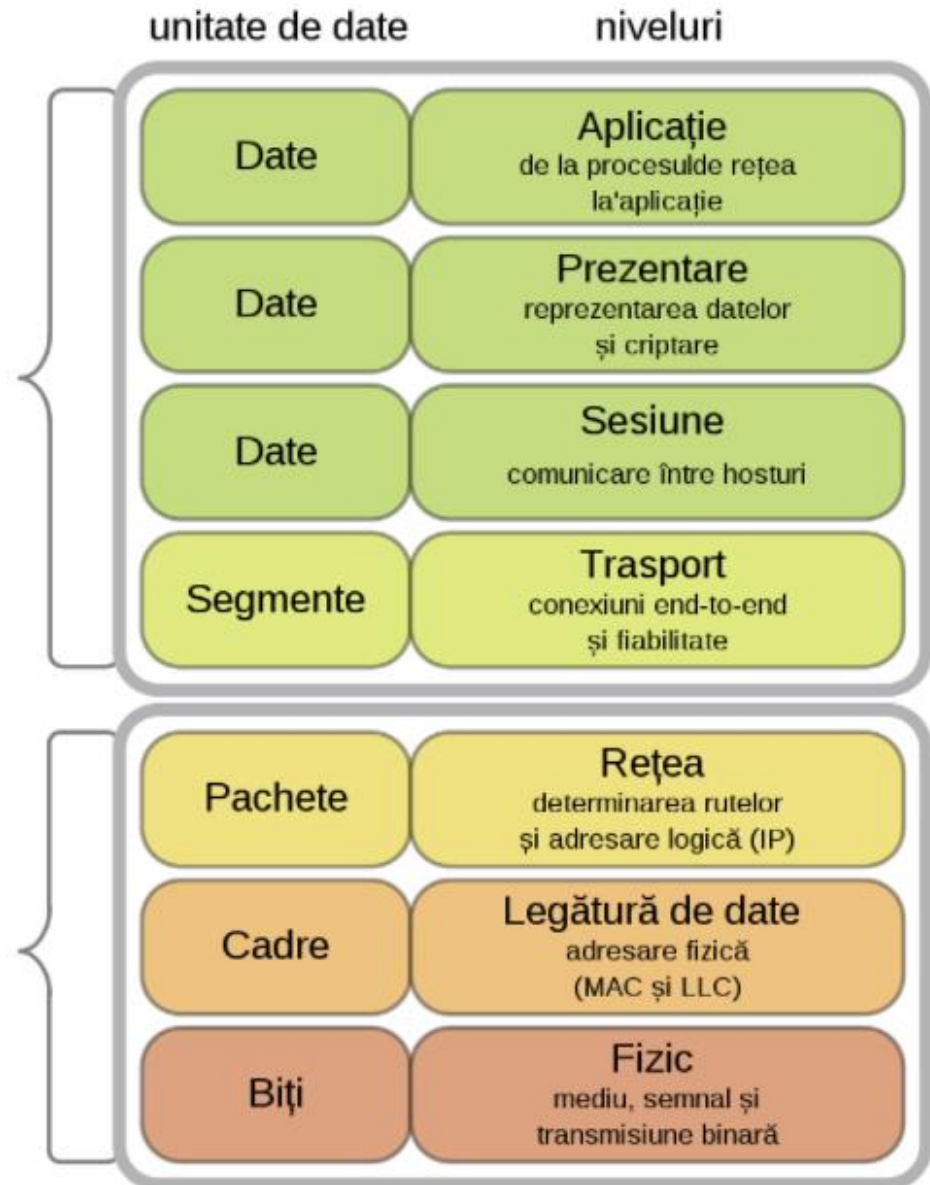 unitate de date niveluri
Date
Aplicație
de la procesulde rețea
la'aplicație
Date
Prezentare
reprezentarea datelor
și criptare
Date
Sesiune
comunicare între hosturi
Segmente
Trasport
conexiuni end-to-end
și fiabilitate
Pachete
Rețea
determinarea rutelor
și adresare logică (IP)
Cadre
Legătură de date
adresare fizică
(MAC și LLC)
Biți
Fizic
mediu, semnal și
transmisiune binară